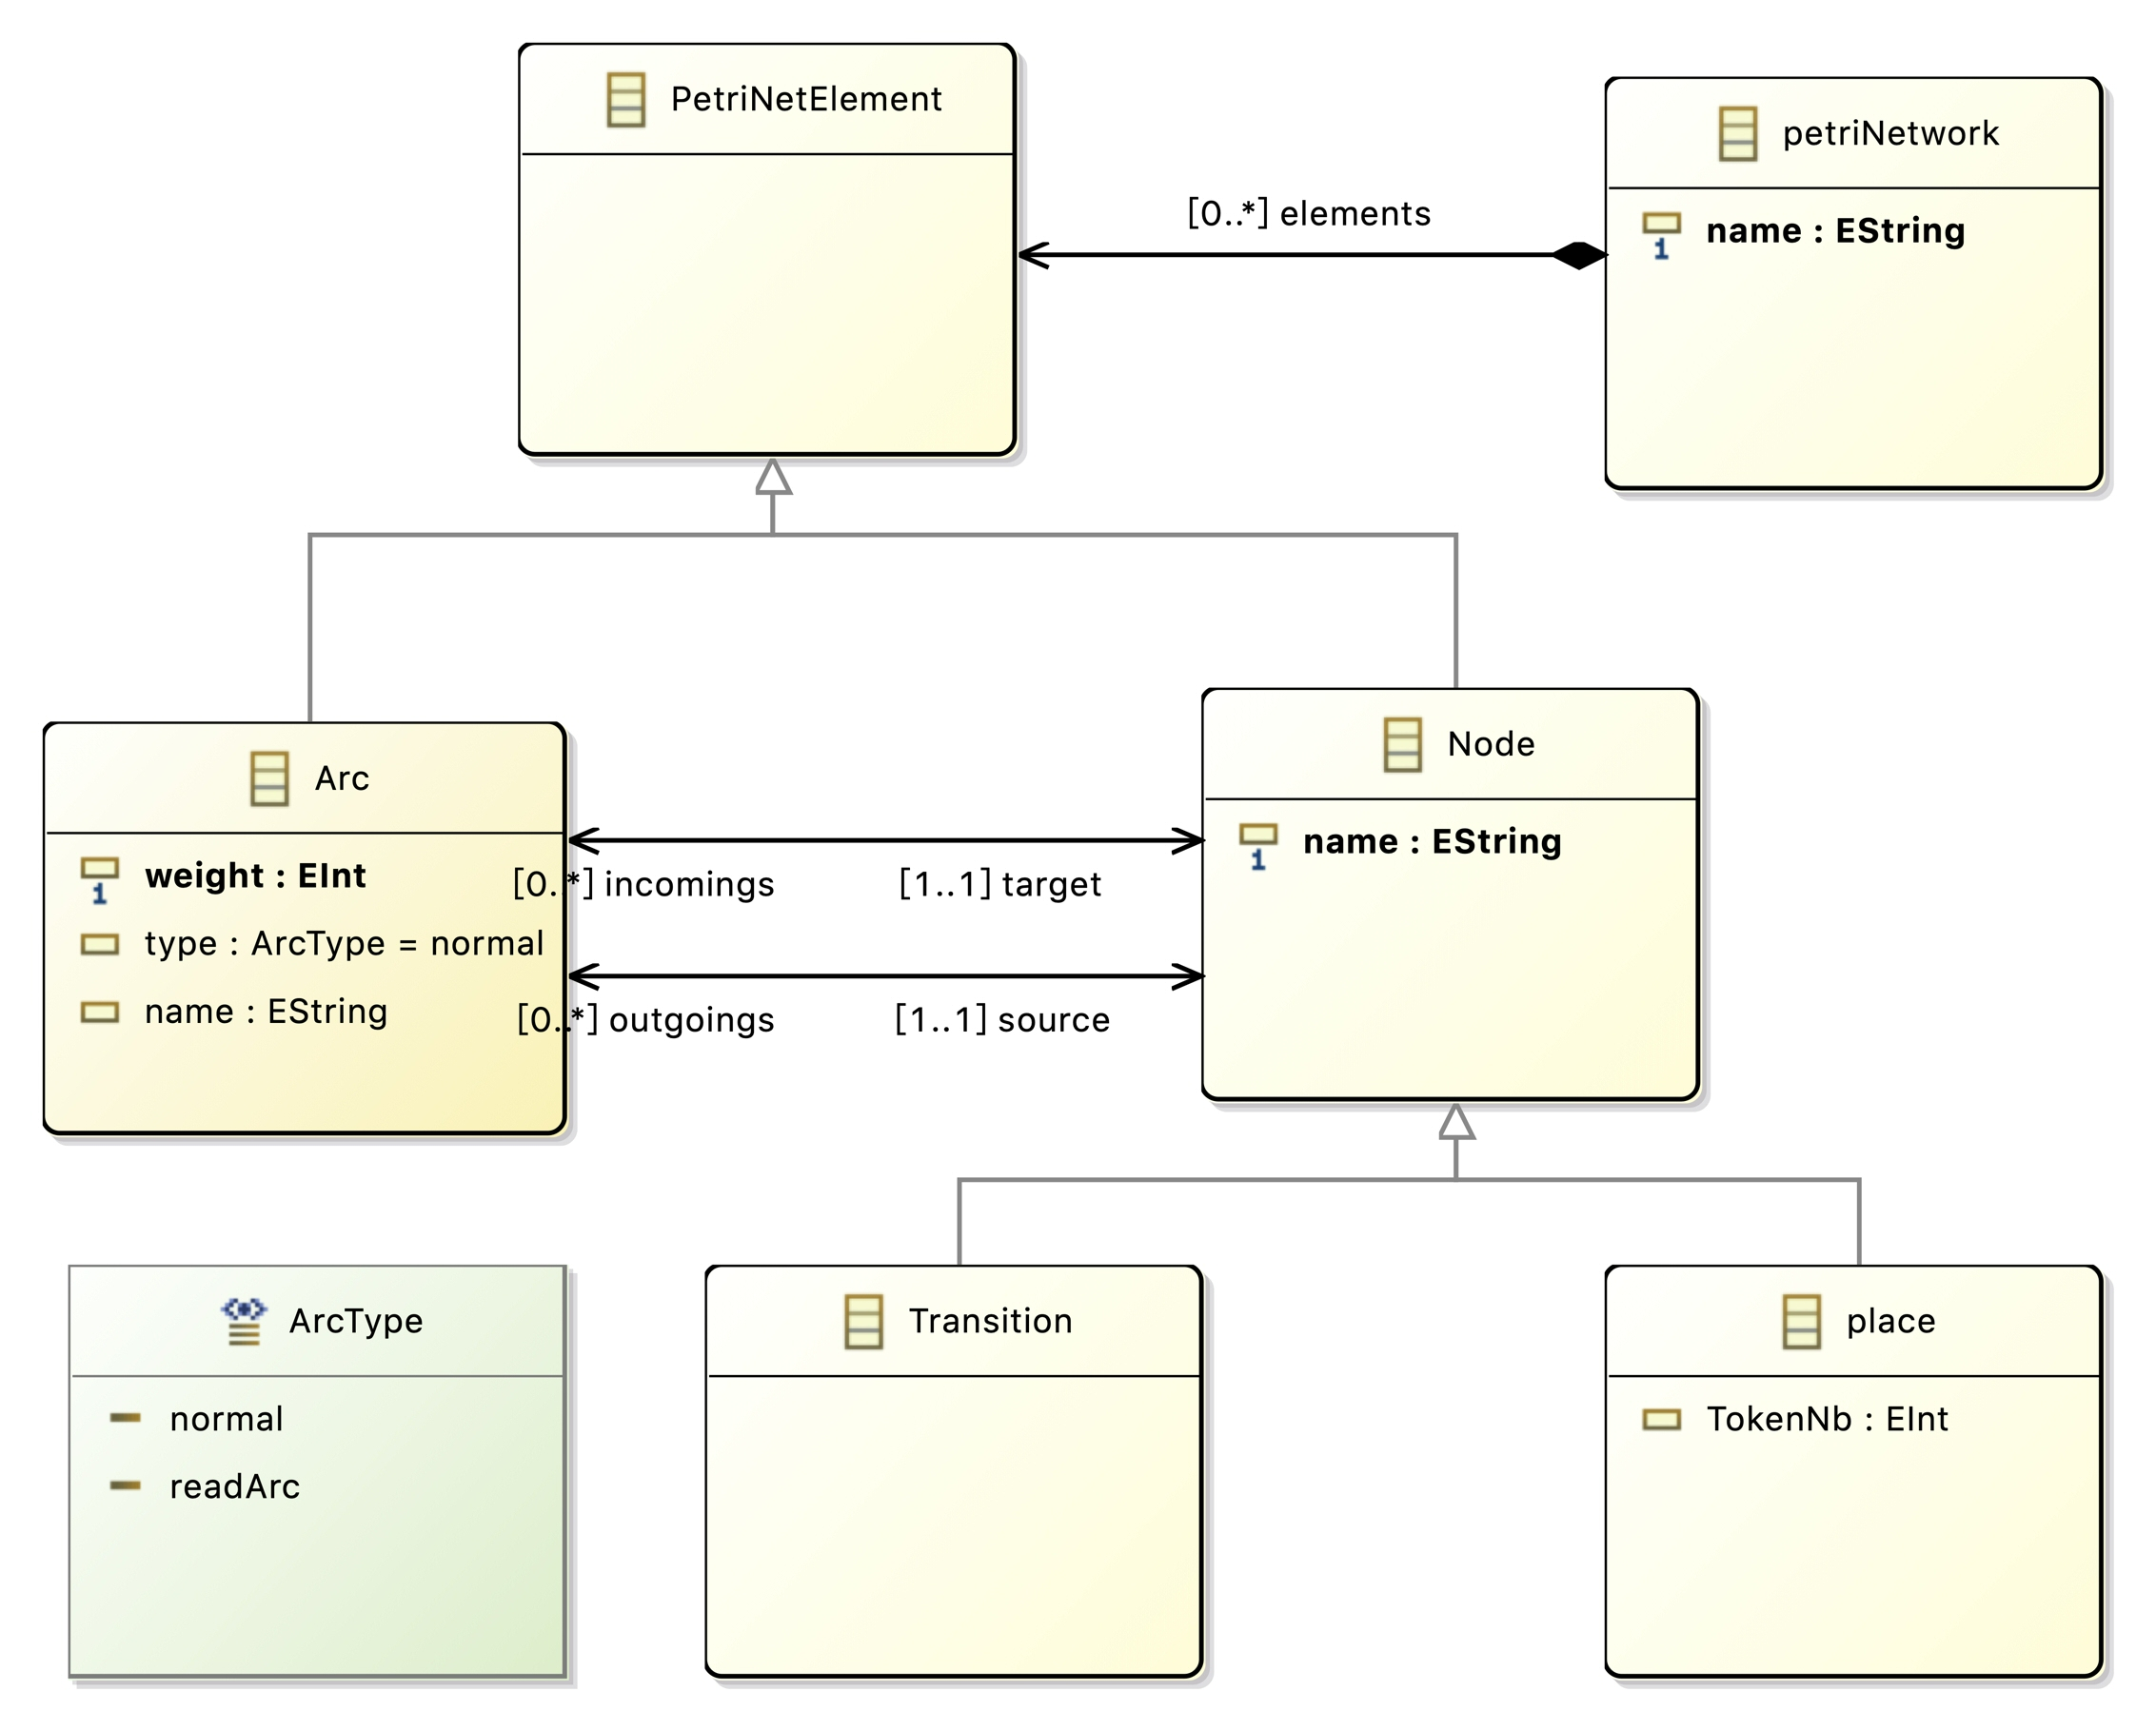 PetriNetElement
petriNetwork
1 name : EString
[0..*] elements
Arc
1 weight : EInt
type : ArcType = normal
name : EString
Node
1 name : EString
[0..*] incomings
[1..1] target
[0..*] outgoings
[1..1] source
ArcType
normal
readArc
Transition
place
TokenNb : EInt